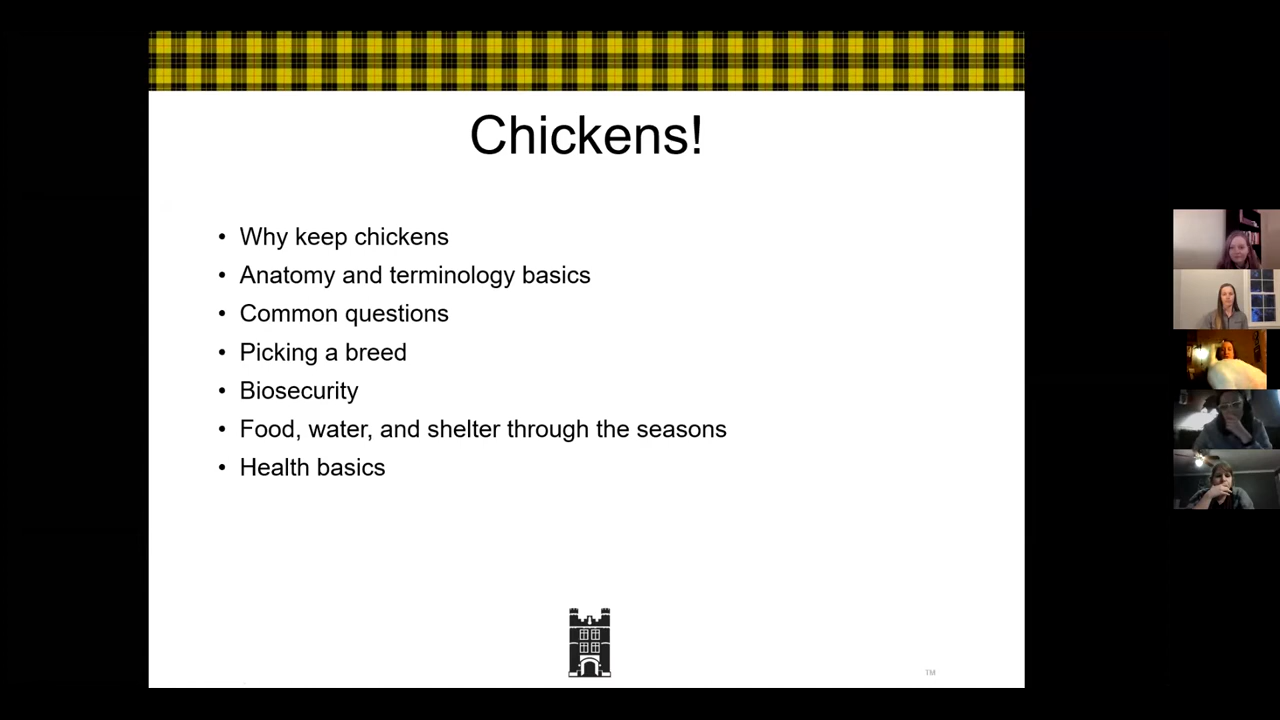 Chickens!
• Why keep chickens
• Anatomy and terminology basics
• Common questions
• Picking a breed
• Biosecurity
• Food, water, and shelter through the seasons
• Health basics
TM